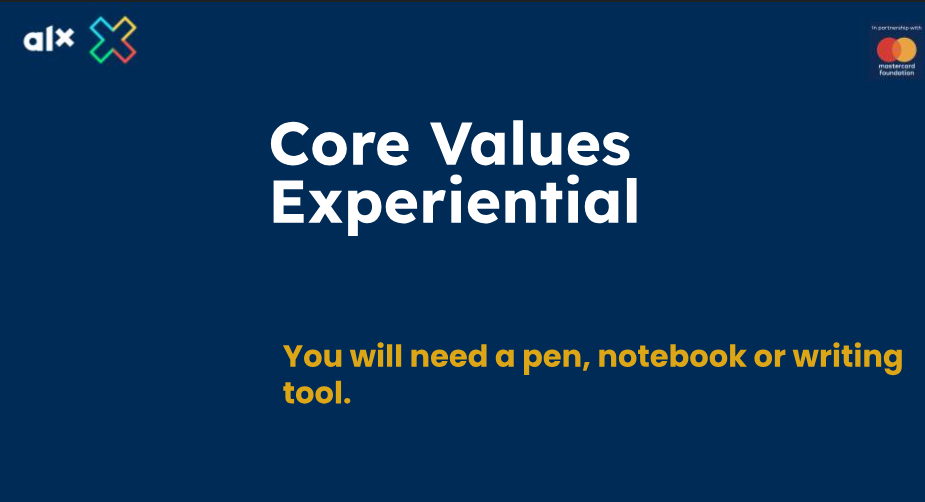 alx
In partnership with
mastercard
foundation
Core Values
Experiential
You will need a pen, notebook or writing
tool.